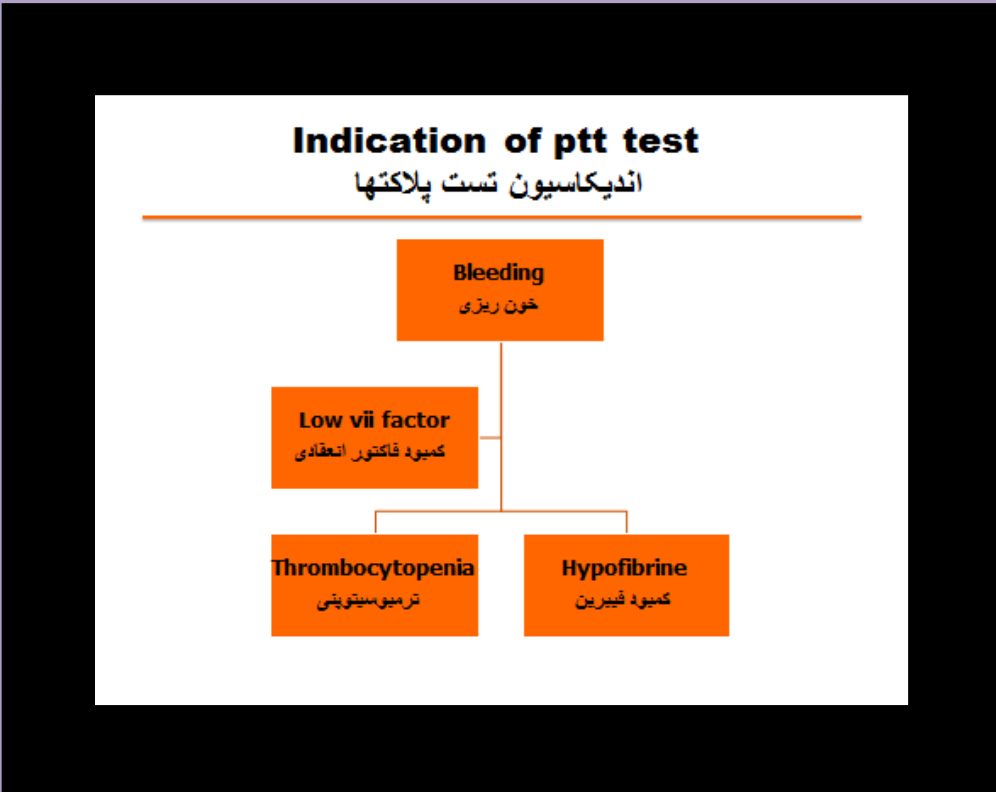 Indication of ptt test
اندیکاسیون تست پلاکتها
Bleeding
خون ریزی
Low vii factor
کمبود فاکتور انعقادی
Thrombocytopenia
ترمبوسیتوپنی
Hypofibrine
کمبود فیبرین